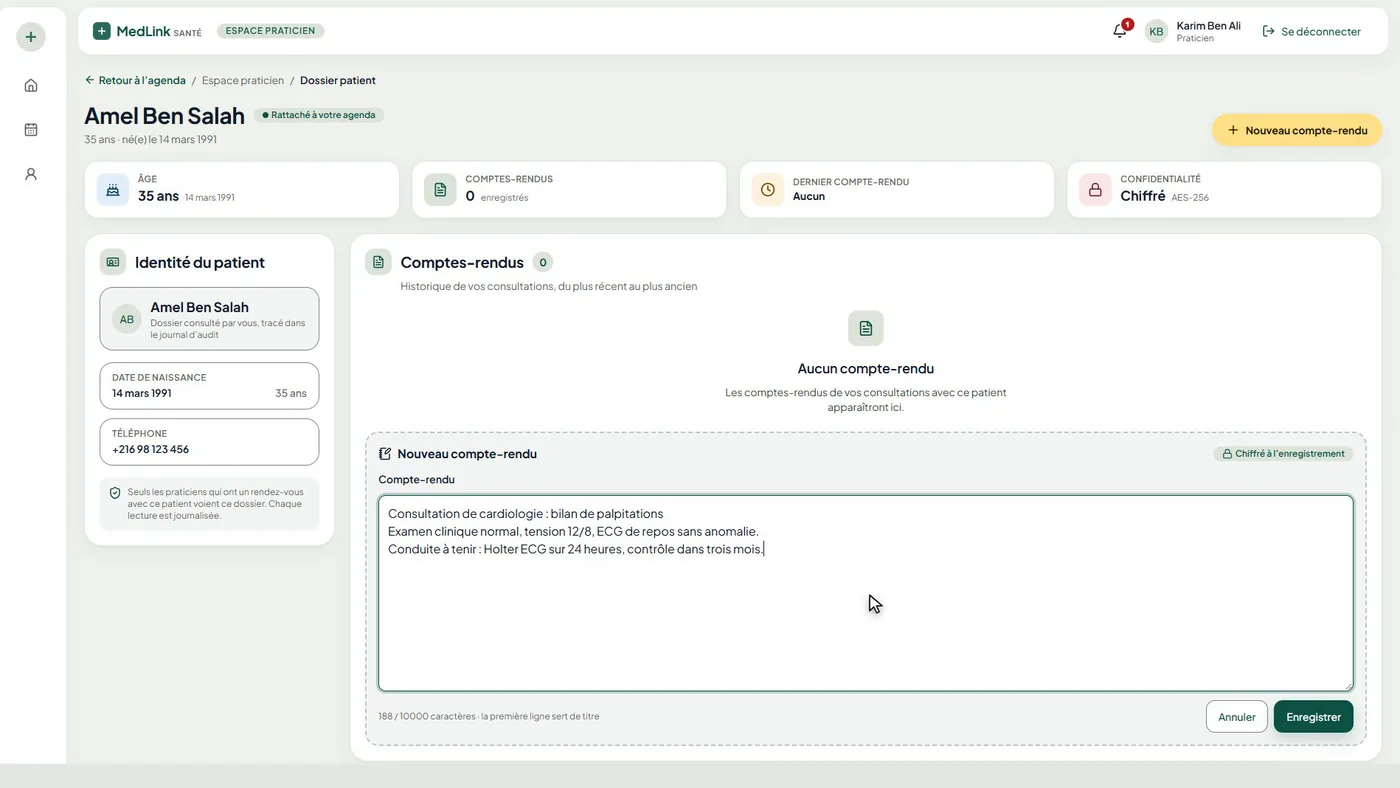 MedLink SANTÉ
ESPACE PRATICIEN
1
KB
Karim Ben Ali
Praticien
Se déconnecter
← Retour à l'agenda / Espace praticien / Dossier patient
Amel Ben Salah
Rattaché à votre agenda
35 ans · né(e) le 14 mars 1991
+ Nouveau compte-rendu
ÂGE
35 ans 14 mars 1991
COMPTES-RENDUS
0 enregistrés
DERNIER COMPTE-RENDU
Aucun
CONFIDENTIALITÉ
Chiffré AES-256
Identité du patient
AB
Amel Ben Salah
Dossier consulté par vous, tracé dans
le journal d'audit
DATE DE NAISSANCE
14 mars 1991 35 ans
TÉLÉPHONE
+216 98 123 456
Seuls les praticiens qui ont un rendez-vous
avec ce patient voient ce dossier. Chaque
lecture est journalisée.
Comptes-rendus 0
Historique de vos consultations, du plus récent au plus ancien
Aucun compte-rendu
Les comptes-rendus de vos consultations avec ce patient
apparaîtront ici.
Nouveau compte-rendu
Chiffré à l'enregistrement
Compte-rendu
Consultation de cardiologie : bilan de palpitations
Examen clinique normal, tension 12/8, ECG de repos sans anomalie.
Conduite à tenir : Holter ECG sur 24 heures, contrôle dans trois mois.
188 / 10000 caractères · la première ligne sert de titre
Annuler
Enregistrer